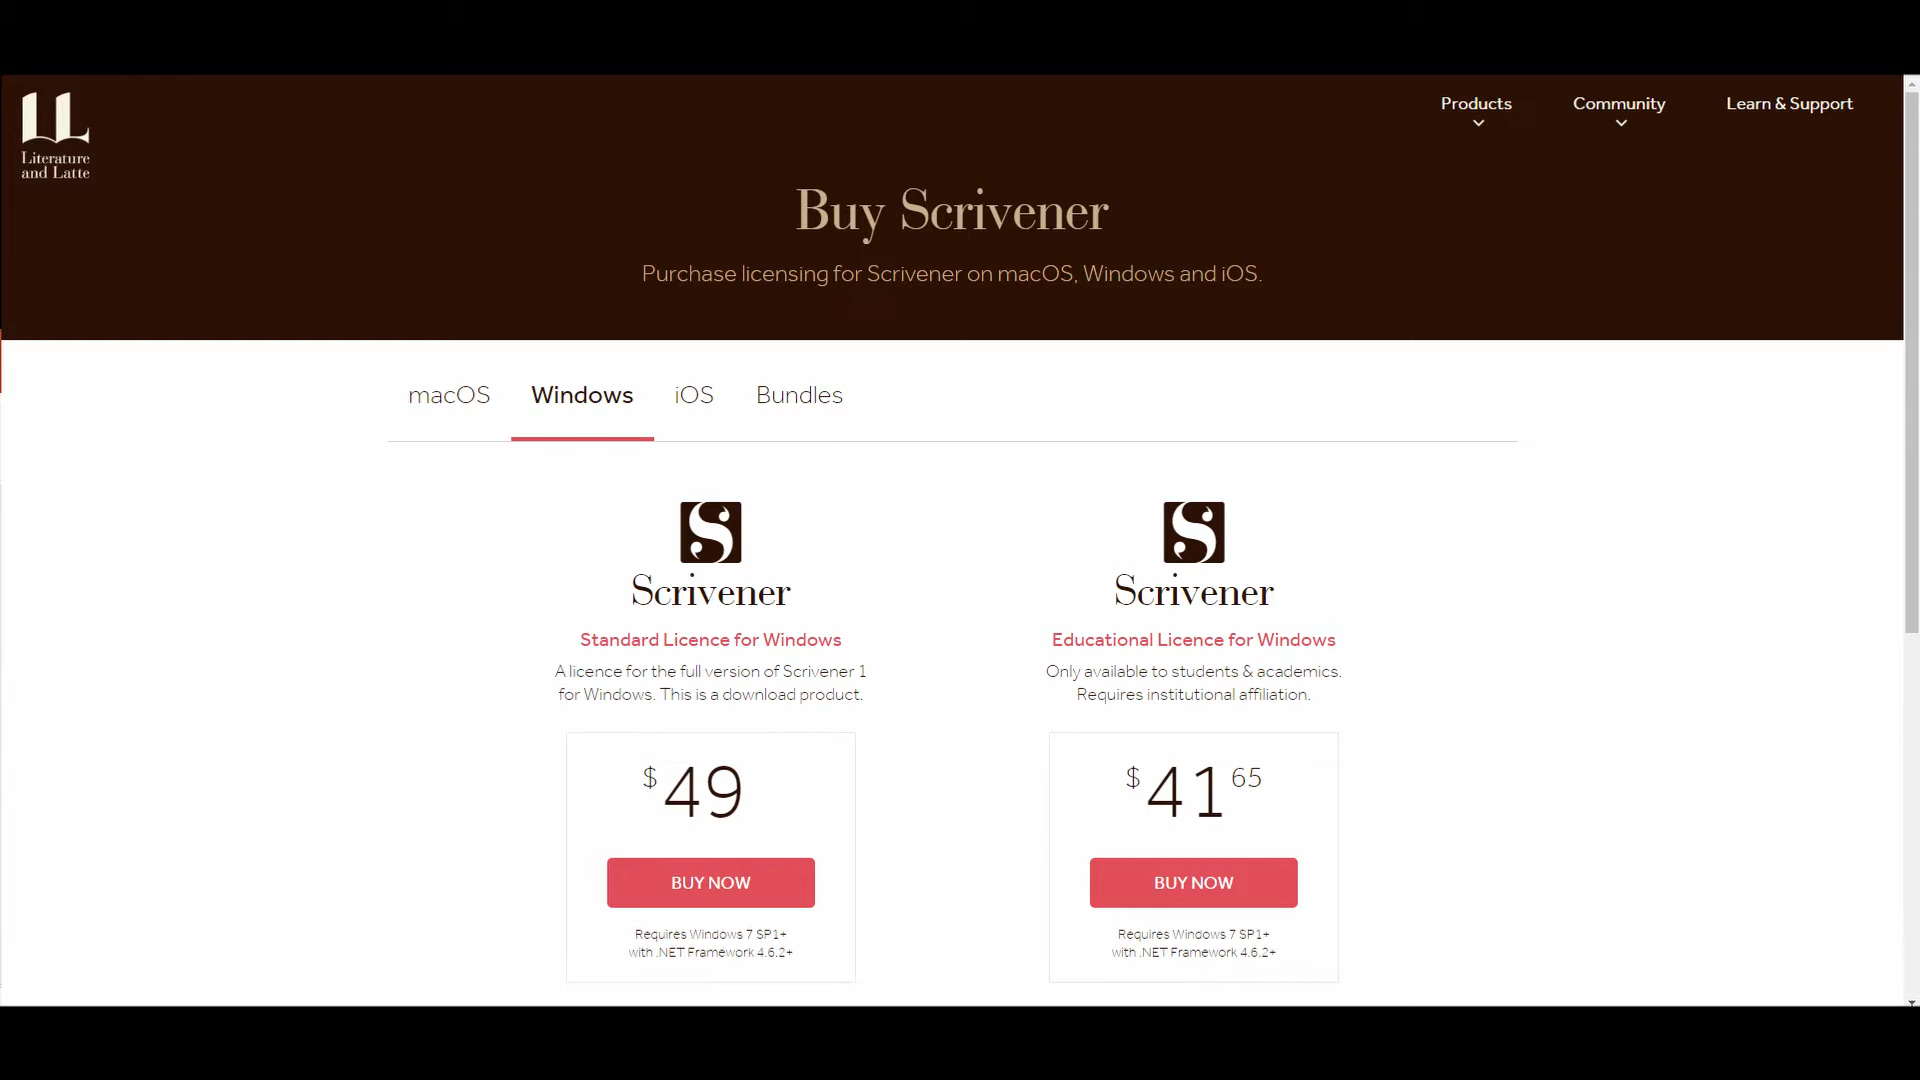 Literature
and Latte
Products
Community
Learn & Support
Buy Scrivener
Purchase licensing for Scrivener on macOS, Windows and iOS.
macOS
Windows
iOS
Bundles
Scrivener
Standard Licence for Windows
A licence for the full version of Scrivener 1
for Windows. This is a download product.
$49
BUY NOW
Requires Windows 7 SP1+
with .NET Framework 4.6.2+
Scrivener
Educational Licence for Windows
Only available to students & academics.
Requires institutional affiliation.
$41 65
BUY NOW
Requires Windows 7 SP1+
with .NET Framework 4.6.2+